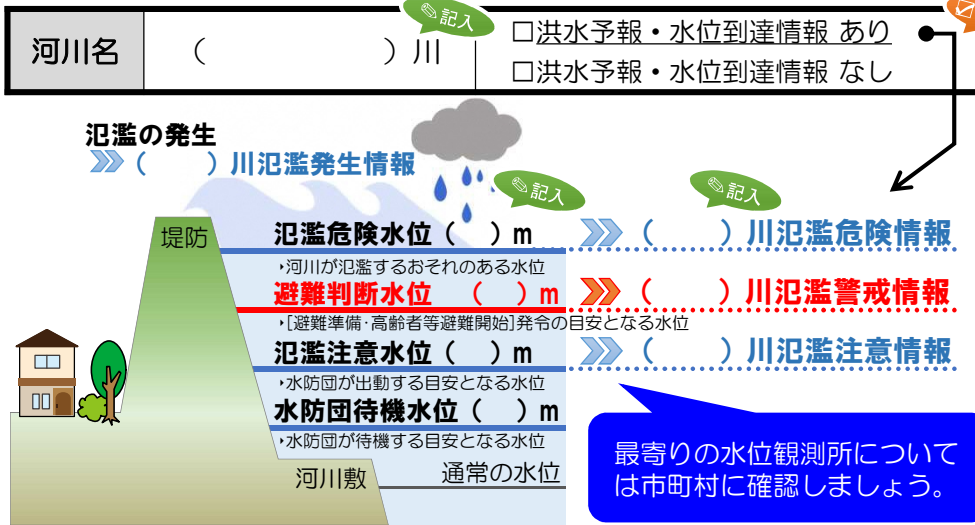 記入
河川名 （　　　　　）川
□洪水予報・水位到達情報 あり
□洪水予報・水位到達情報 なし
氾濫の発生
（　　）川氾濫発生情報
記入
記入
堤防
氾濫危険水位（　）m
（　　）川氾濫危険情報
・河川が氾濫するおそれのある水位
避難判断水位　（　）m
（　　）川氾濫警戒情報
・[避難準備・高齢者等避難開始]発令の目安となる水位
氾濫注意水位（　）m
（　　）川氾濫注意情報
・水防団が出動する目安となる水位
水防団待機水位（　）m
・水防団が待機する目安となる水位
河川敷
通常の水位
最寄りの水位観測所について
は市町村に確認しましょう。